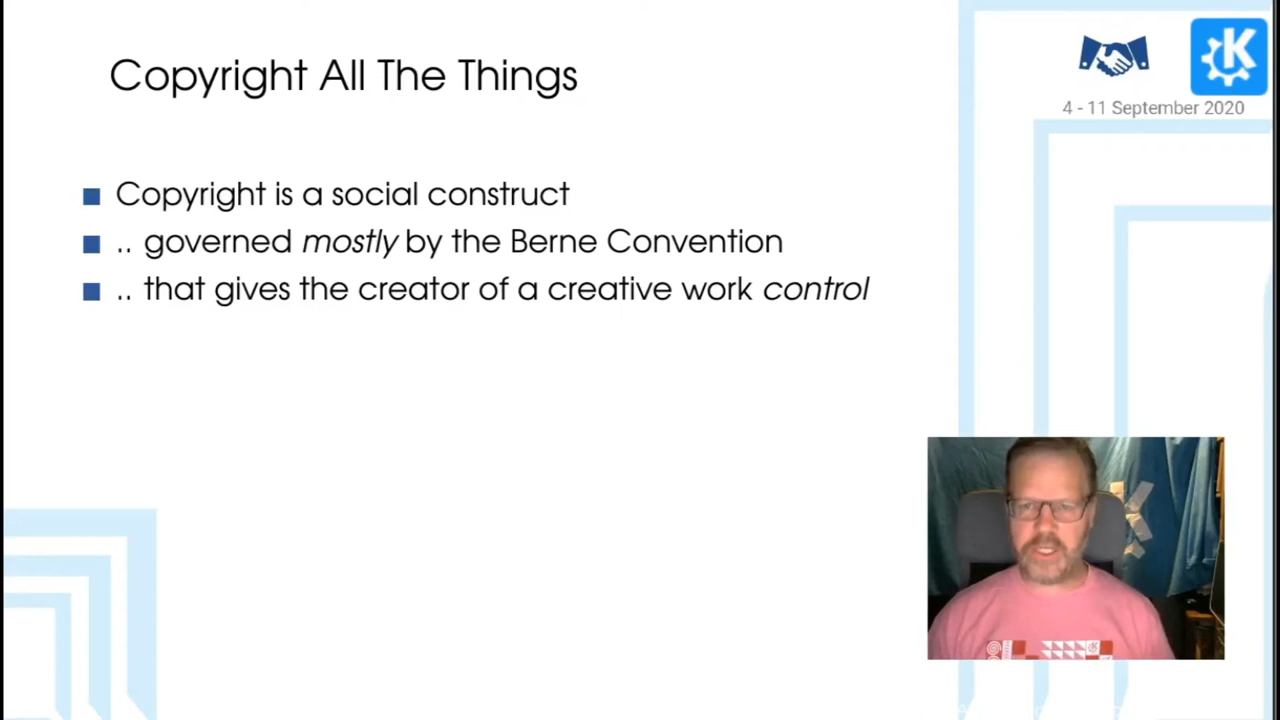 Copyright All The Things
4 - 11 September 2020
Copyright is a social construct
.. governed mostly by the Berne Convention
.. that gives the creator of a creative work control